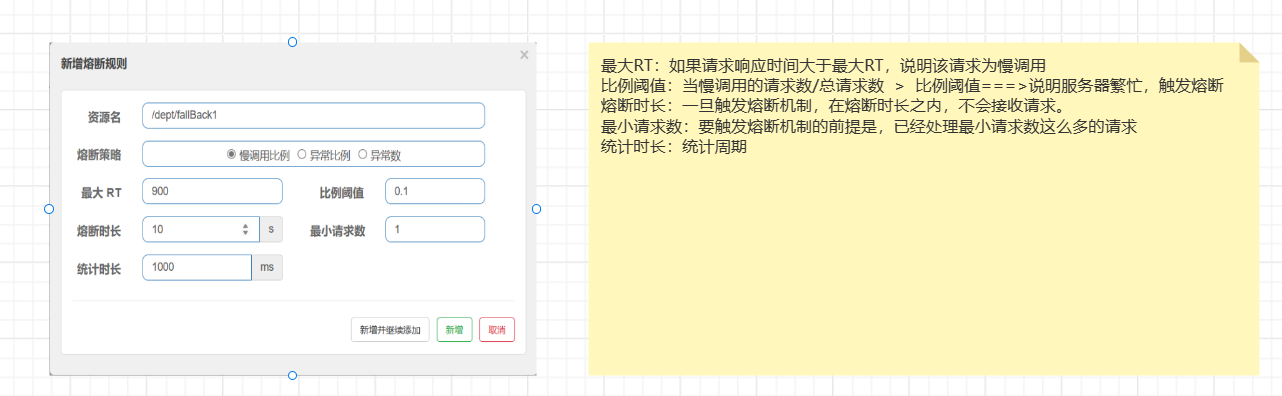 新增熔断规则
×
资源名 /dept/fallBack1
熔断策略 慢调用比例 异常比例 异常数
最大 RT 900 比例阈值 0.1
熔断时长 10 s 最小请求数 1
统计时长 1000 ms
新增并继续添加 新增 取消
最大RT：如果请求响应时间大于最大RT，说明该请求为慢调用
比例阈值：当慢调用的请求数/总请求数 > 比例阈值===>说明服务器繁忙，触发熔断
熔断时长：一旦触发熔断机制，在熔断时长之内，不会接收请求。
最小请求数：要触发熔断机制的前提是，已经处理最小请求数这么多的请求
统计时长：统计周期